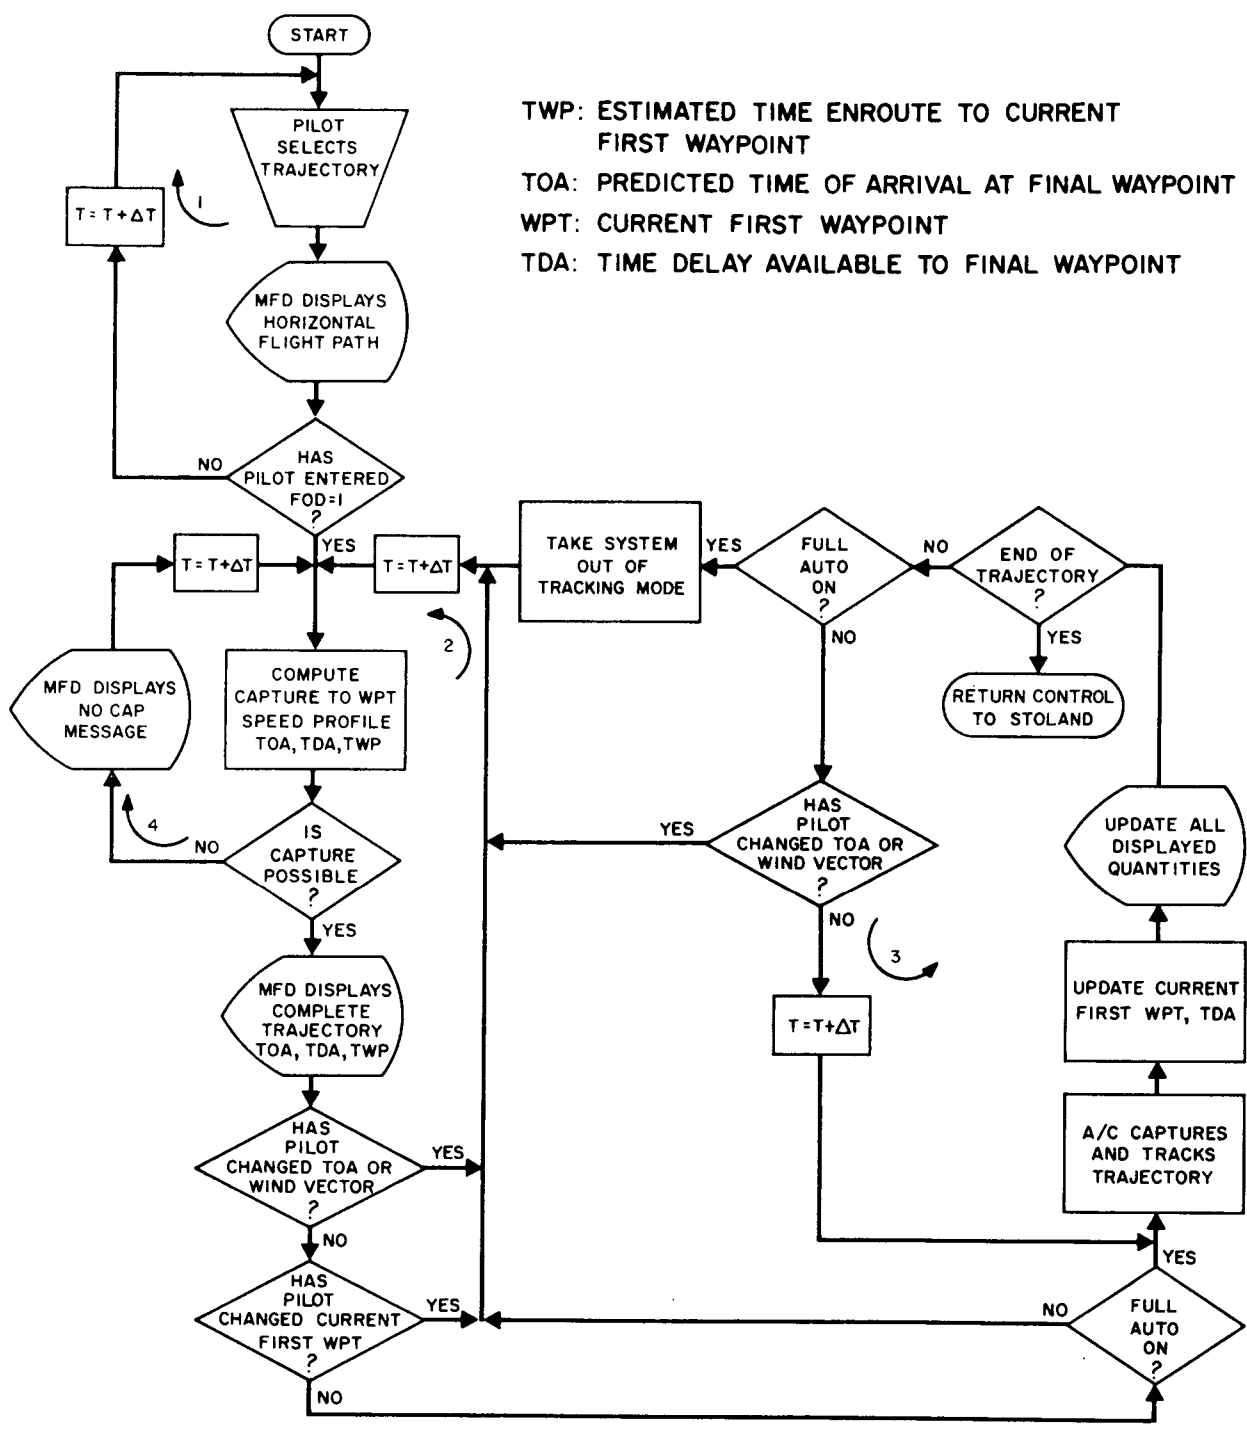 START
TWP: ESTIMATED TIME ENROUTE TO CURRENT
FIRST WAYPOINT
TOA: PREDICTED TIME OF ARRIVAL AT FINAL WAYPOINT
WPT: CURRENT FIRST WAYPOINT
TDA: TIME DELAY AVAILABLE TO FINAL WAYPOINT
PILOT
SELECTS
TRAJECTORY
1
T=T+ΔT
MFD DISPLAYS
HORIZONTAL
FLIGHT PATH
HAS
PILOT ENTERED
FOD=1
?
NO
YES
T=T+ΔT
T=T+ΔT
2
TAKE SYSTEM
OUT OF
TRACKING MODE
YES
FULL
AUTO
ON
?
NO
NO
END OF
TRAJECTORY
?
YES
RETURN CONTROL
TO STOLAND
MFD DISPLAYS
NO CAP
MESSAGE
COMPUTE
CAPTURE TO WPT
SPEED PROFILE
TOA, TDA, TWP
4
NO
IS
CAPTURE
POSSIBLE
?
YES
YES
HAS
PILOT
CHANGED TOA OR
WIND VECTOR
?
NO
3
UPDATE ALL
DISPLAYED
QUANTITIES
MFD DISPLAYS
COMPLETE
TRAJECTORY
TOA, TDA, TWP
T=T+ΔT
UPDATE CURRENT
FIRST WPT, TDA
HAS
PILOT
CHANGED TOA OR
WIND VECTOR
?
YES
NO
A/C CAPTURES
AND TRACKS
TRAJECTORY
YES
HAS
PILOT
CHANGED CURRENT
FIRST WPT
?
YES
NO
NO
FULL
AUTO
ON
?